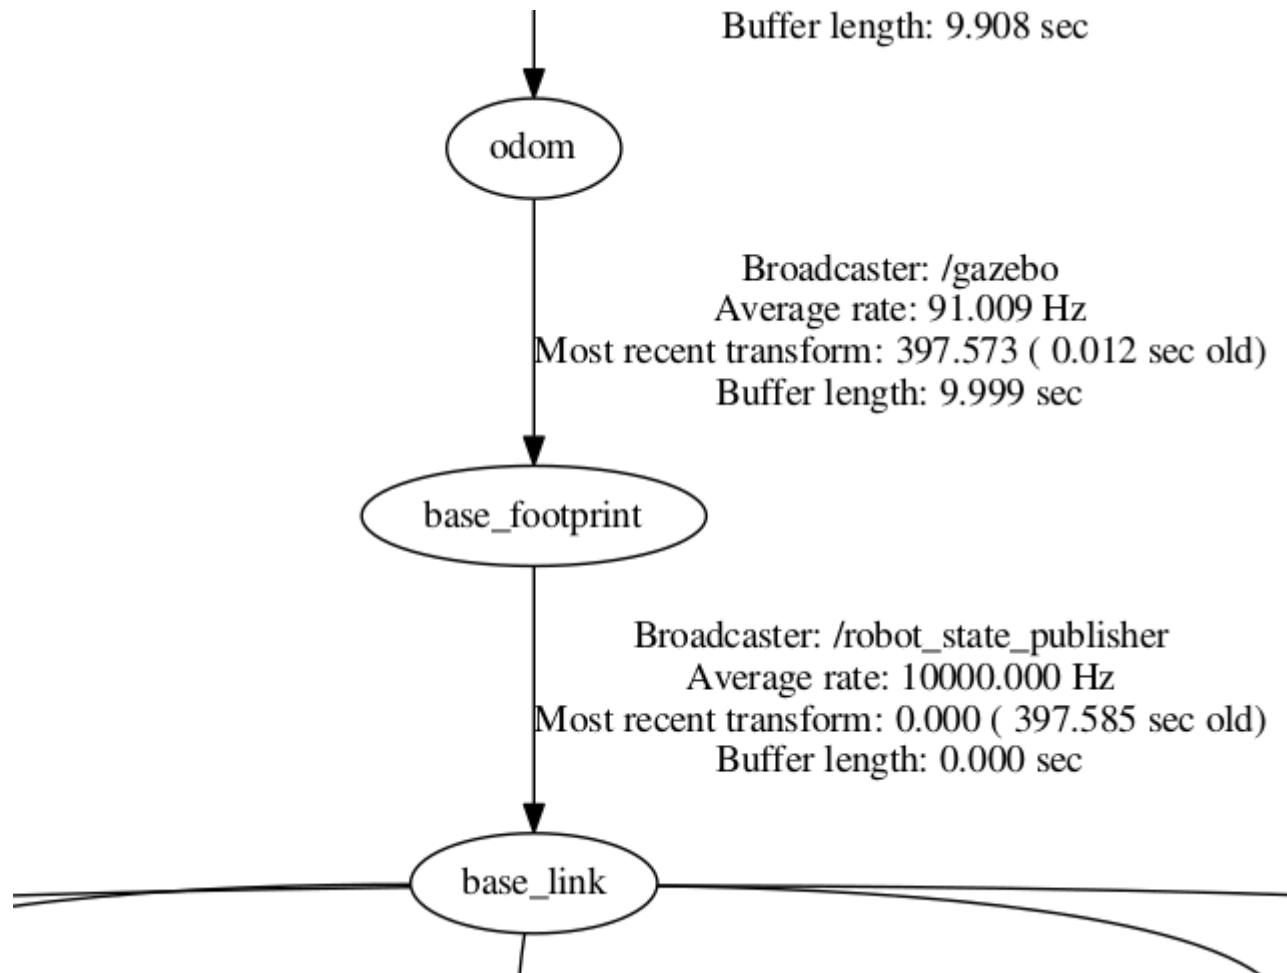 Buffer length: 9.908 sec
odom
Broadcaster: /gazebo
Average rate: 91.009 Hz
Most recent transform: 397.573 ( 0.012 sec old)
Buffer length: 9.999 sec
base_footprint
Broadcaster: /robot_state_publisher
Average rate: 10000.000 Hz
Most recent transform: 0.000 ( 397.585 sec old)
Buffer length: 0.000 sec
base_link